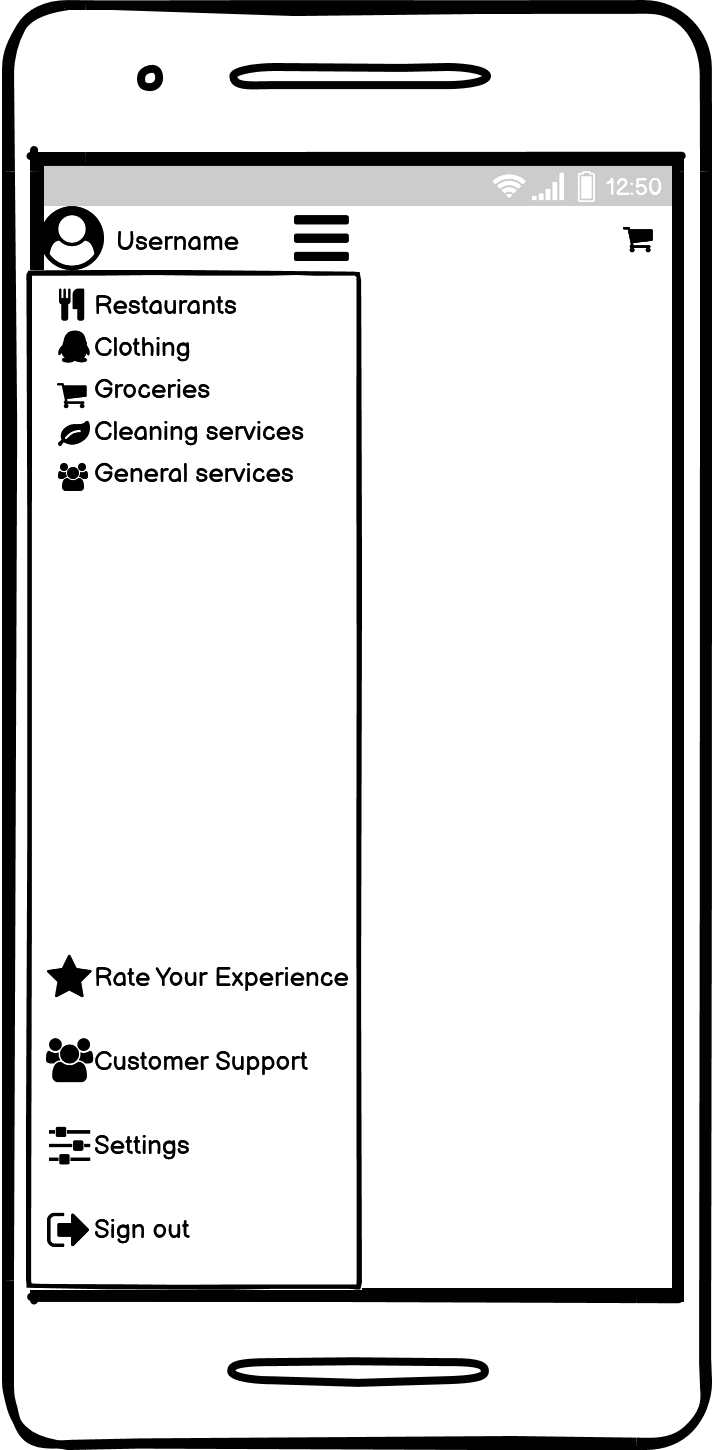 12:50
Username
Restaurants
Clothing
Groceries
Cleaning services
General services
Rate Your Experience
Customer Support
Settings
Sign out